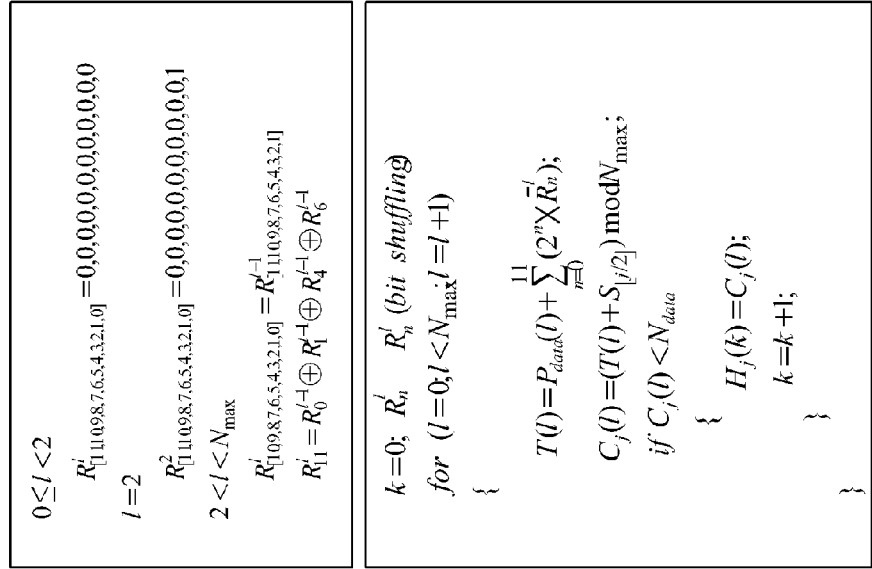 0≤l<2
R^l_[11,10,9,8,7,6,5,4,3,2,1,0] =0,0,0,0,0,0,0,0,0,0,0,0
l=2
R^2_[11,10,9,8,7,6,5,4,3,2,1,0] =0,0,0,0,0,0,0,0,0,0,0,1
2<l<N_max
R^l_[10,9,8,7,6,5,4,3,2,1,0] =R^{l-1}_[11,10,9,8,7,6,5,4,3,2,1]
R^l_11=R^{l-1}_0⊕R^{l-1}_1⊕R^{l-1}_4⊕R^{l-1}_6
k=0; R^l_n R^l_n (bit shuffling)
for (l=0;l<N_max;l=l+1)
{
T(l)=P_data(l)+∑_{n=0}^{11}(2^n×R̄^l_n);
C_j(l)=(T(l)+S_⌊j/2⌋)modN_max;
if C_j(l)<N_data
{
H_j(k)=C_j(l);
k=k+1;
}
}